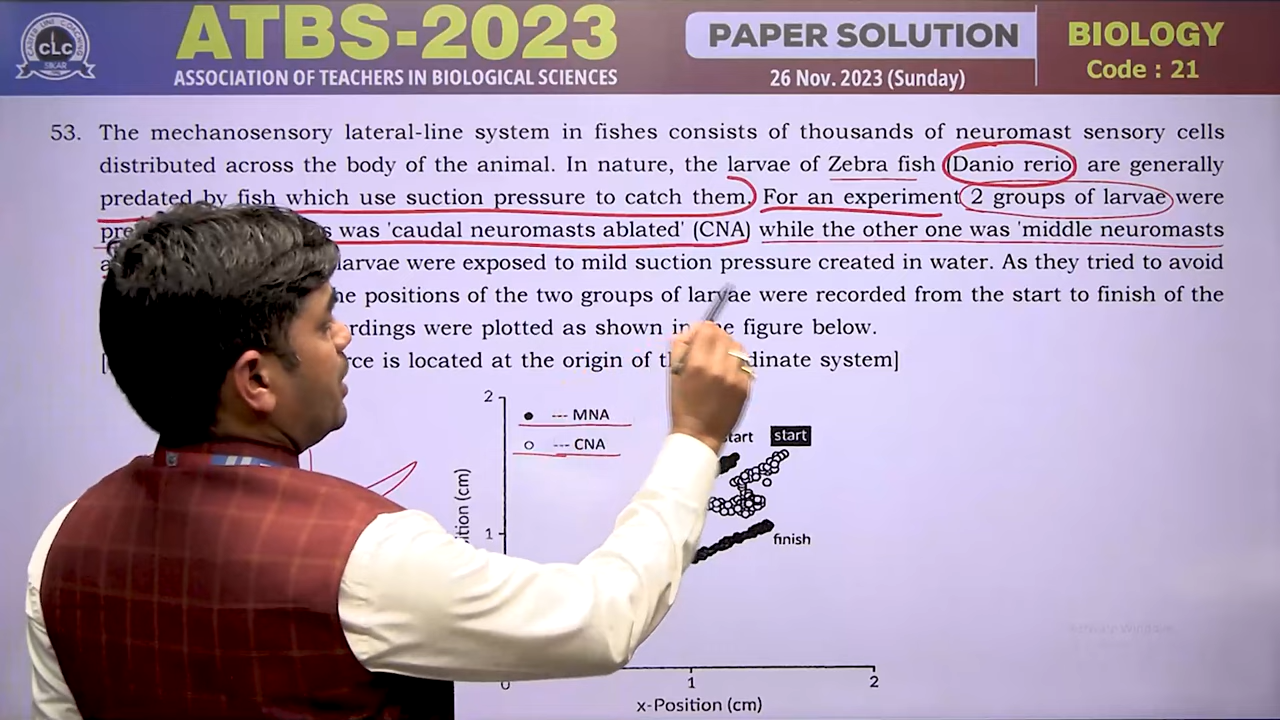 CLC
SIKAR
ATBS-2023
ASSOCIATION OF TEACHERS IN BIOLOGICAL SCIENCES
PAPER SOLUTION
26 Nov. 2023 (Sunday)
BIOLOGY
Code : 21
53. The mechanosensory lateral-line system in fishes consists of thousands of neuromast sensory cells
distributed across the body of the animal. In nature, the larvae of Zebra fish (Danio rerio) are generally
predated by fish which use suction pressure to catch them. For an experiment 2 groups of larvae were
was 'caudal neuromasts ablated' (CNA) while the other one was 'middle neuromasts
larvae were exposed to mild suction pressure created in water. As they tried to avoid
positions of the two groups of larvae were recorded from the start to finish of the
were plotted as shown in figure below.
is located at the origin of system]
2
--- MNA
--- CNA
start
finish
1
0 1 2
x-Position (cm)
(cm)